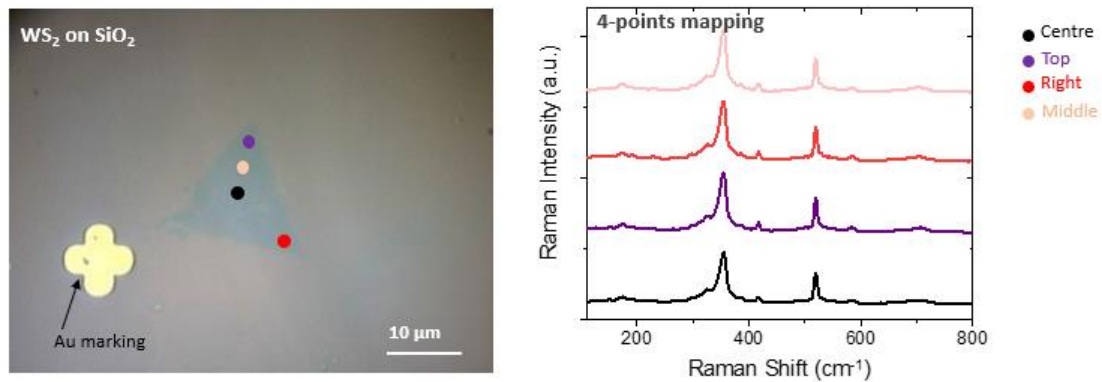 WS₂ on SiO₂
Au marking
10 μm
4-points mapping
Raman Intensity (a.u.)
200
400
600
800
Raman Shift (cm⁻¹)
Centre
Top
Right
Middle